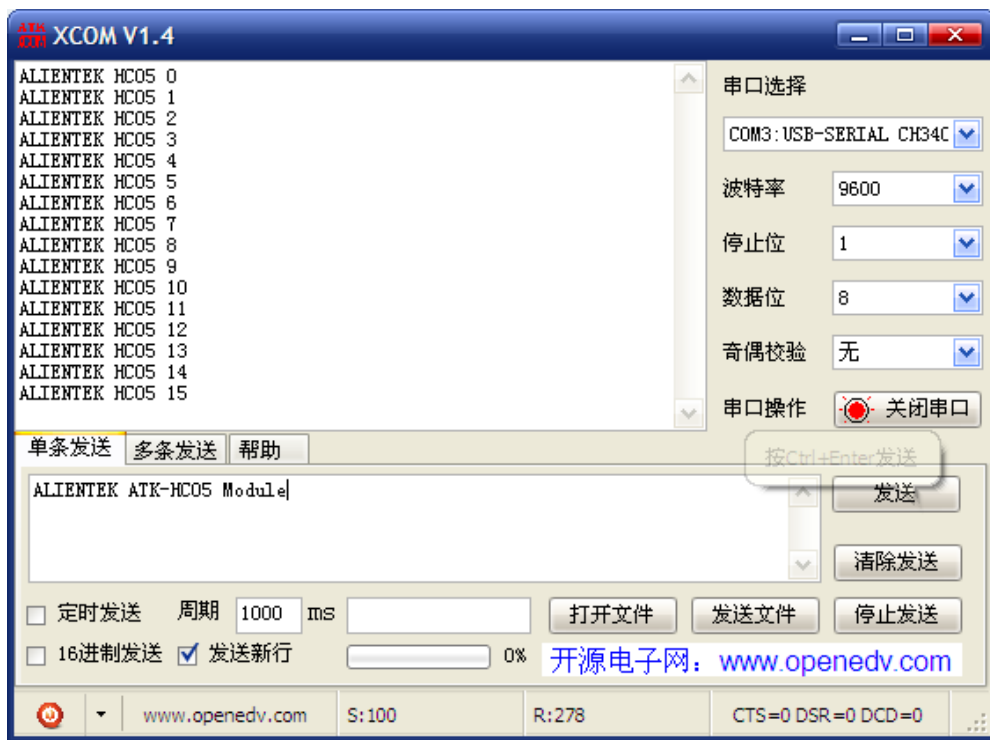 ATK
COM
XCOM V1.4
ALIENTEK HC05 0
ALIENTEK HC05 1
ALIENTEK HC05 2
ALIENTEK HC05 3
ALIENTEK HC05 4
ALIENTEK HC05 5
ALIENTEK HC05 6
ALIENTEK HC05 7
ALIENTEK HC05 8
ALIENTEK HC05 9
ALIENTEK HC05 10
ALIENTEK HC05 11
ALIENTEK HC05 12
ALIENTEK HC05 13
ALIENTEK HC05 14
ALIENTEK HC05 15
串口选择
COM3:USB-SERIAL CH340
波特率 9600
停止位 1
数据位 8
奇偶校验 无
串口操作 关闭串口
单条发送 多条发送 帮助
按Ctrl+Enter发送
ALIENTEK ATK-HC05 Module
发送
清除发送
定时发送 周期 1000 ms 打开文件 发送文件 停止发送
16进制发送 发送新行 0% 开源电子网：www.openedv.com
www.openedv.com S:100 R:278 CTS=0 DSR=0 DCD=0